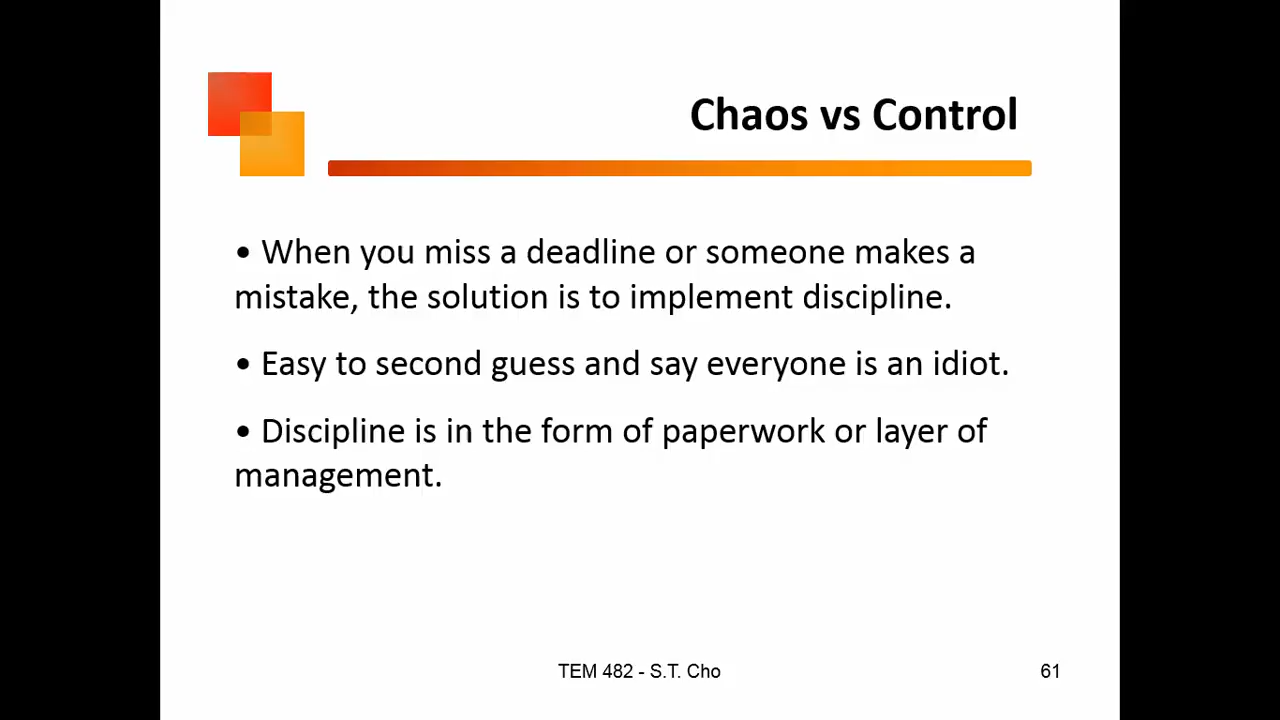 Chaos vs Control
• When you miss a deadline or someone makes a
mistake, the solution is to implement discipline.
• Easy to second guess and say everyone is an idiot.
• Discipline is in the form of paperwork or layer of
management.
TEM 482 - S.T. Cho
61